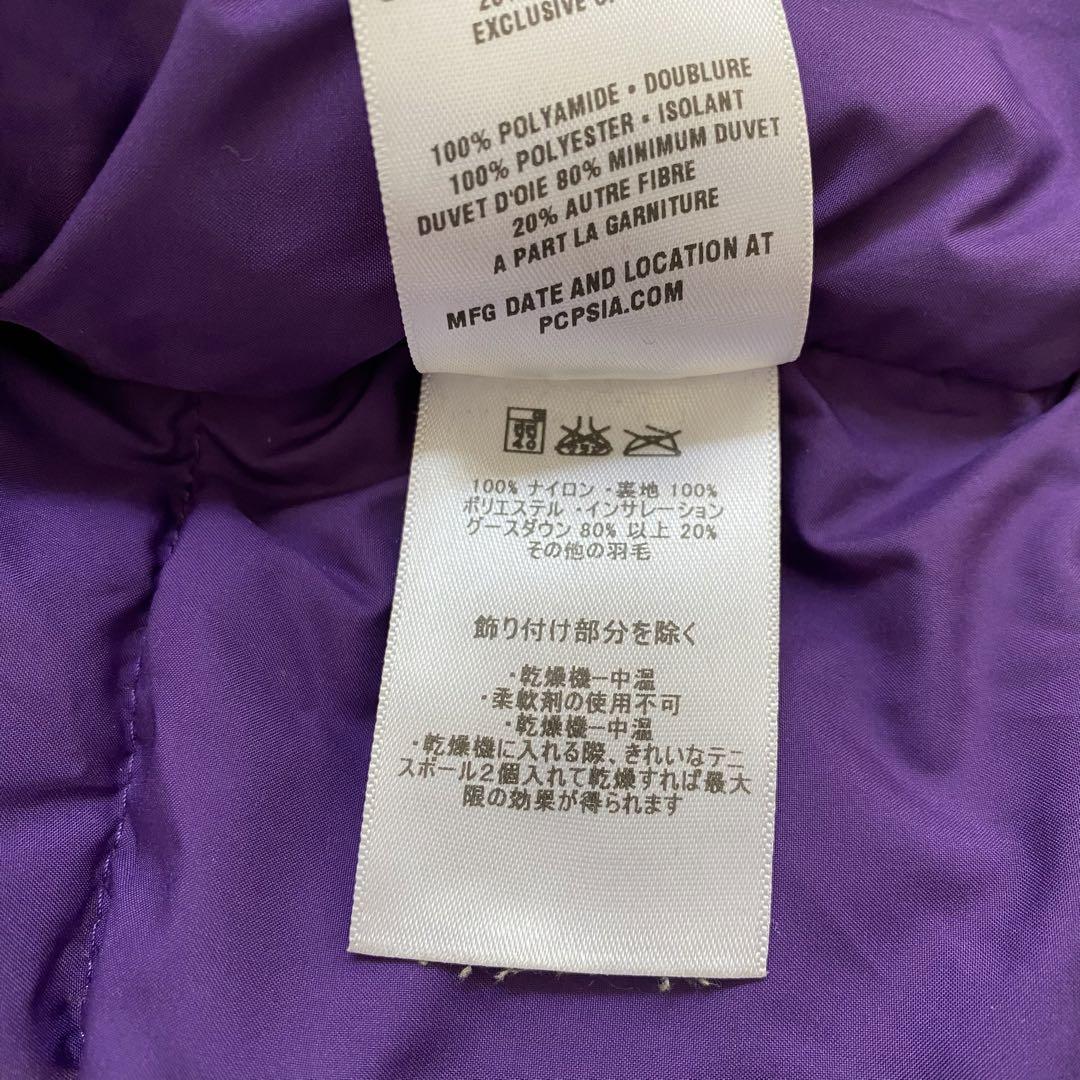 EXCLUSIVE
100% POLYAMIDE • DOUBLURE
100% POLYESTER • ISOLANT
DUVET D'OIE 80% MINIMUM DUVET
20% AUTRE FIBRE
A PART LA GARNITURE
MFG DATE AND LOCATION AT
PCPSIA.COM
40
100% ナイロン ・裏地 100%
ポリエステル ・インサレーション
グースダウン 80% 以上 20%
その他の羽毛
飾り付け部分を除く
・乾燥機ー中温
・柔軟剤の使用不可
・乾燥機ー中温
・乾燥機に入れる際、きれいなテニ
スボール2個入れて乾燥すれば最大
限の効果が得られます